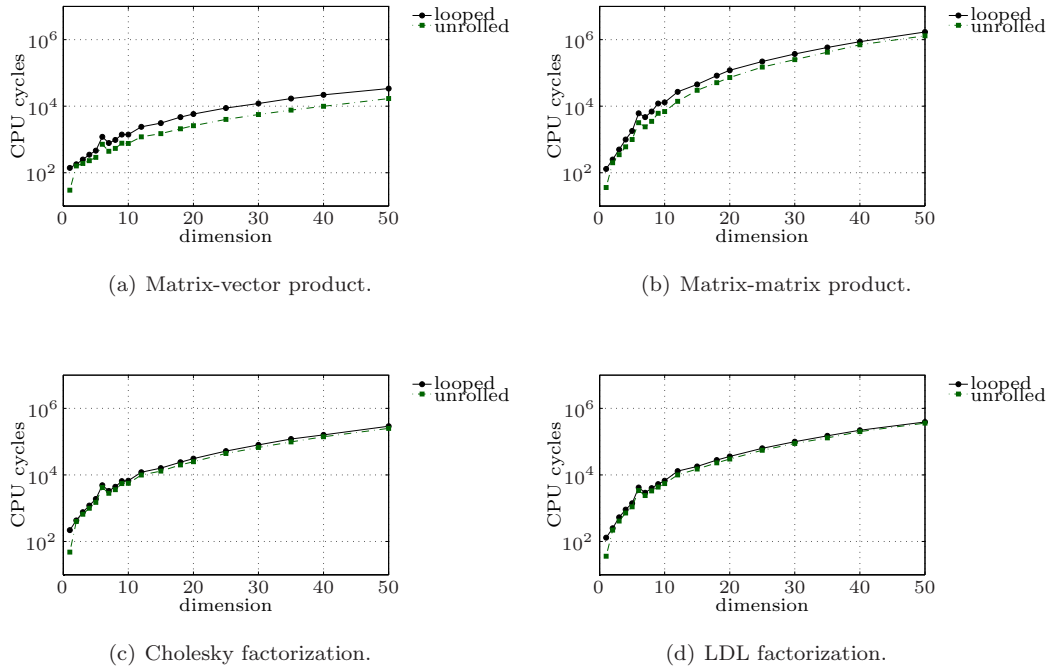 looped
unrolled
10^6
10^4
10^2
CPU cycles
0 10 20 30 40 50
dimension
(a) Matrix-vector product.
looped
unrolled
10^6
10^4
10^2
CPU cycles
0 10 20 30 40 50
dimension
(b) Matrix-matrix product.
looped
unrolled
10^6
10^4
10^2
CPU cycles
0 10 20 30 40 50
dimension
(c) Cholesky factorization.
looped
unrolled
10^6
10^4
10^2
CPU cycles
0 10 20 30 40 50
dimension
(d) LDL factorization.